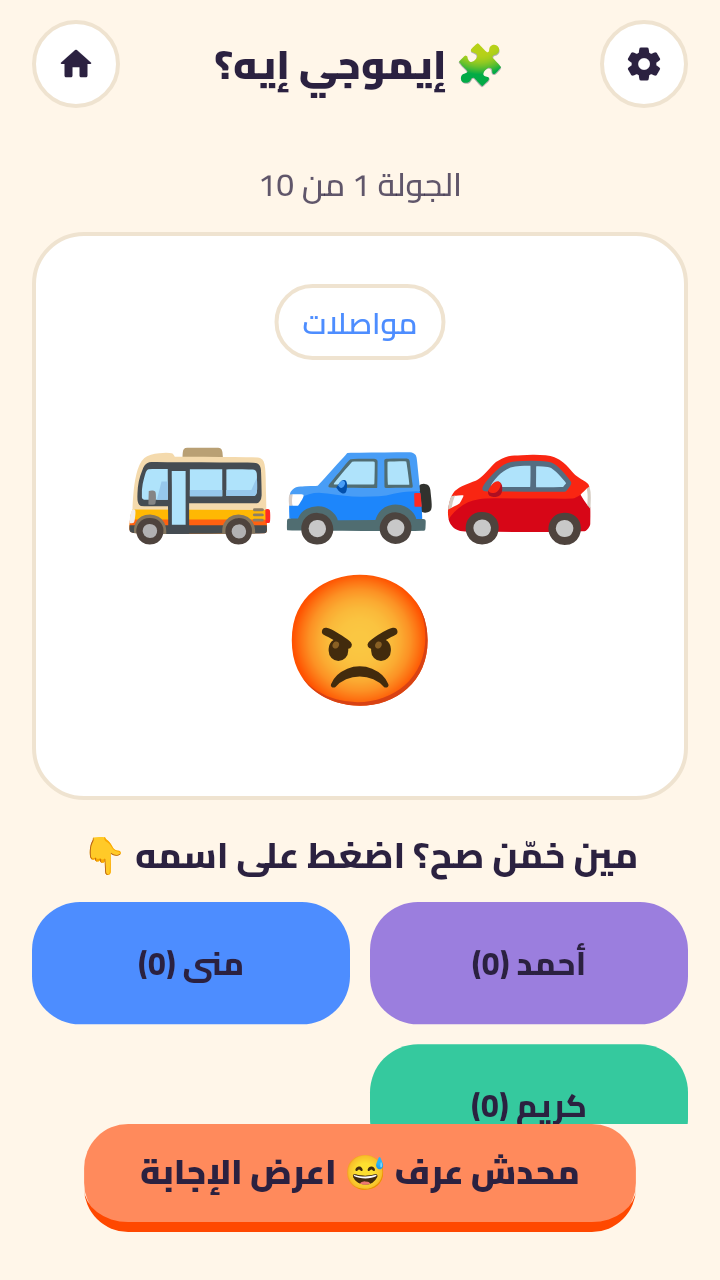 🧩 إيموجي إيه؟
الجولة 1 من 10
مواصلات
مين خمّن صح؟ اضغط على اسمه 👇
أحمد (0)
منى (0)
كريم (0)
محدش عرف 😅 اعرض الإجابة